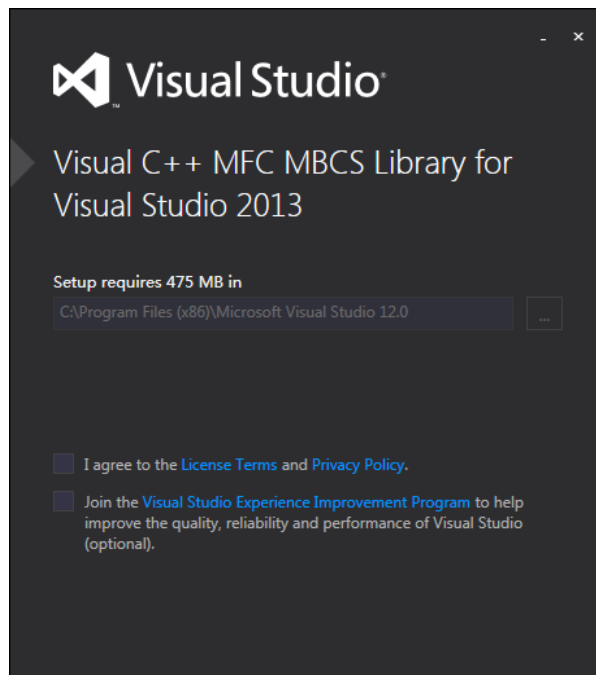 Visual Studio®
™
Visual C++ MFC MBCS Library for
Visual Studio 2013
Setup requires 475 MB in
C:\Program Files (x86)\Microsoft Visual Studio 12.0
...
I agree to the License Terms and Privacy Policy.
Join the Visual Studio Experience Improvement Program to help
improve the quality, reliability and performance of Visual Studio
(optional).